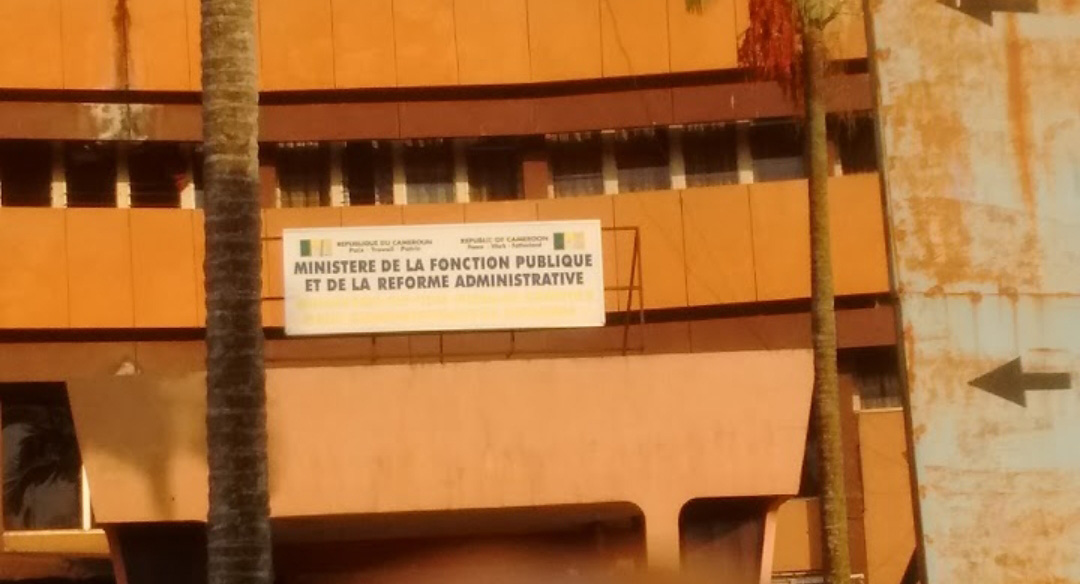 REPUBLIQUE DU CAMEROUN
Paix - Travail - Patrie
REPUBLIC OF CAMEROON
Peace - Work - Fatherland
MINISTERE DE LA FONCTION PUBLIQUE
ET DE LA REFORME ADMINISTRATIVE